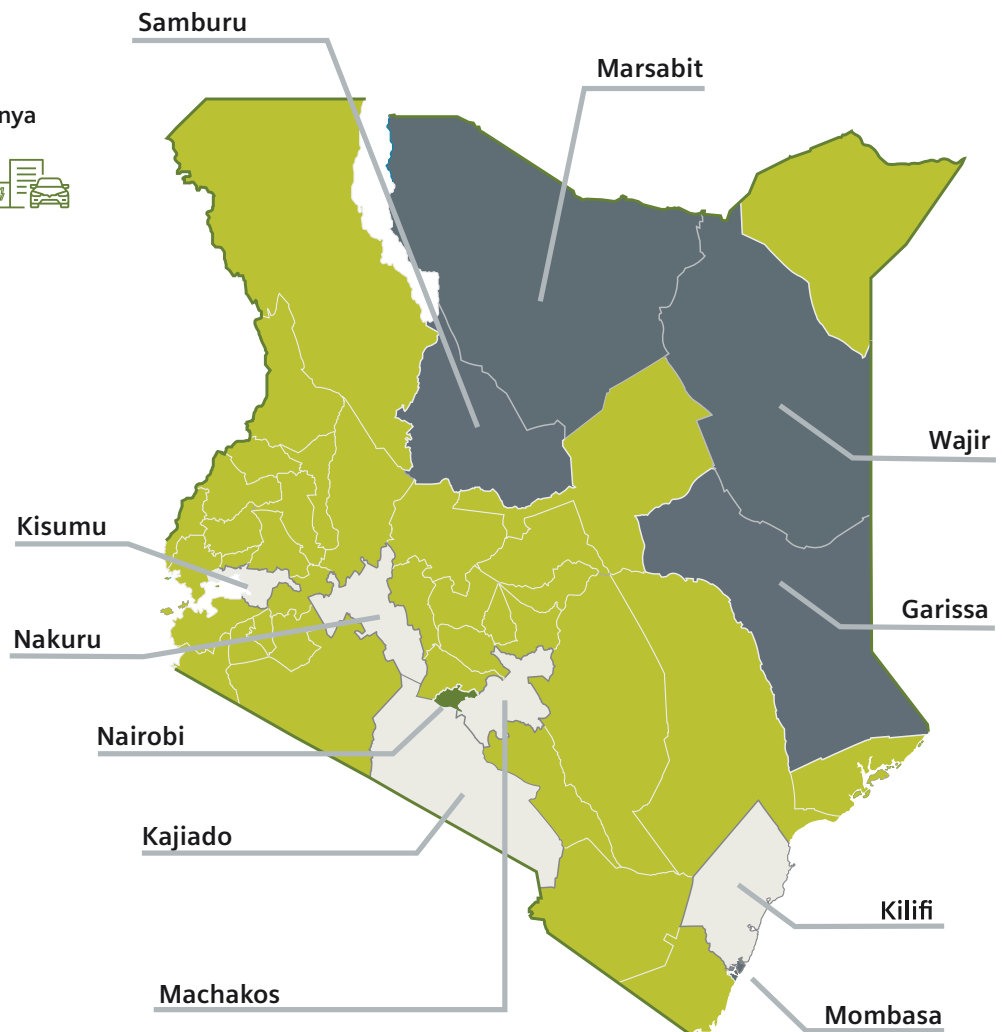 Samburu
Marsabit
nya
Wajir
Kisumu
Garissa
Nakuru
Nairobi
Kajiado
Kilifi
Machakos
Mombasa